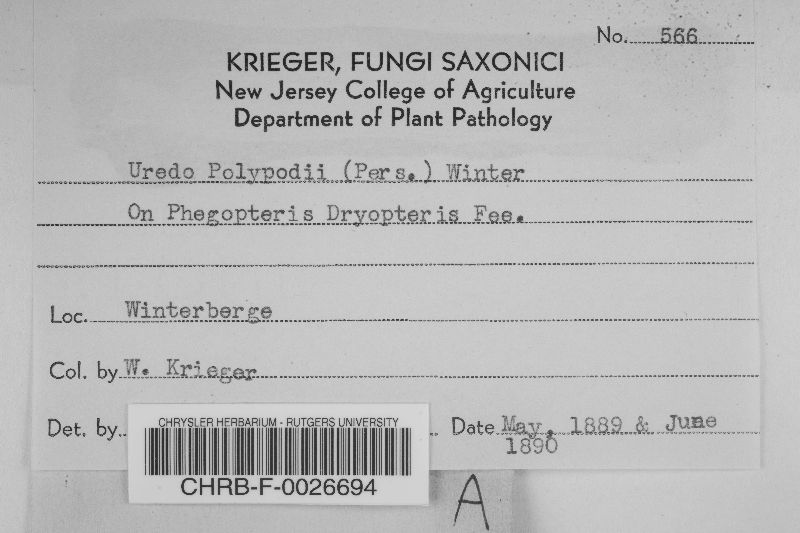 No. 566
KRIEGER, FUNGI SAXONICI
New Jersey College of Agriculture
Department of Plant Pathology
Uredo Polypodii (Pers.) Winter
On Phegopteris Dryopteris Fee.
Loc. Winterberge
Col. by W. Krieger
Det. by
Date May, 1889 & June
1890
CHRYSLER HERBARIUM - RUTGERS UNIVERSITY
CHRB-F-0026694
A